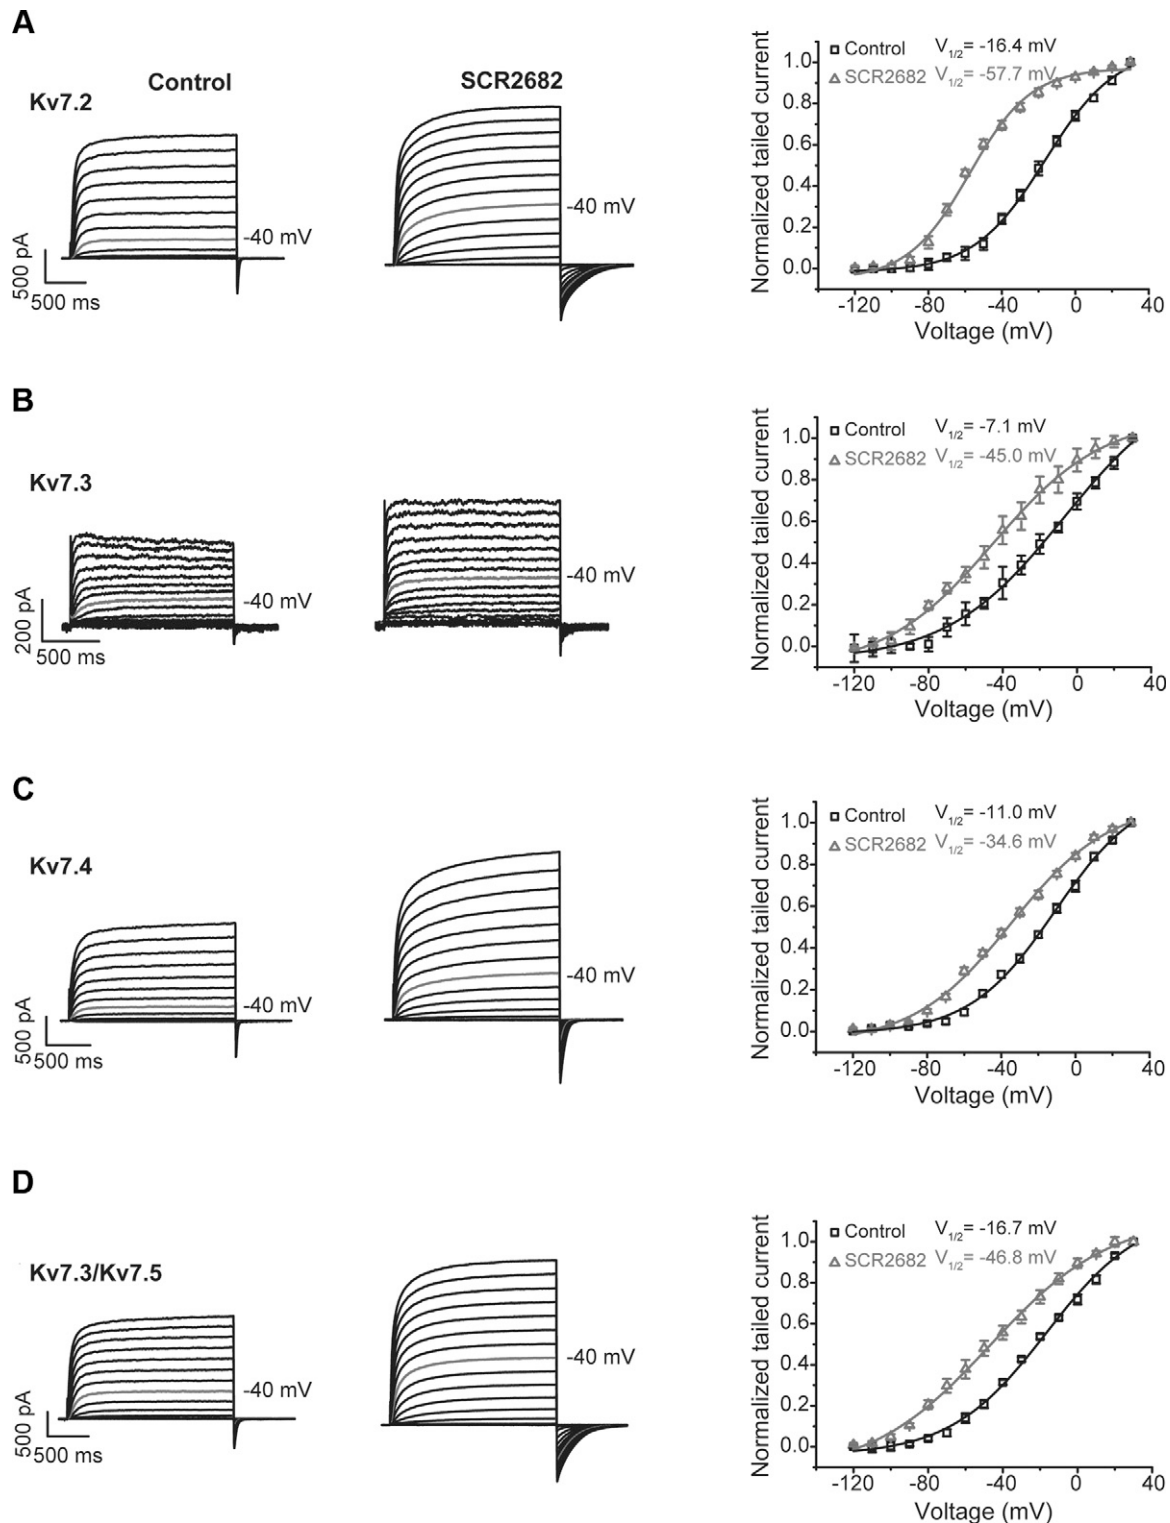 A
Control
SCR2682
Kv7.2
-40 mV
-40 mV
500 pA
500 ms
Normalized tailed current
1.0
0.8
0.6
0.4
0.2
0.0
Control V1/2= -16.4 mV
SCR2682 V1/2= -57.7 mV
-120 -80 -40 0 40
Voltage (mV)
B
Kv7.3
-40 mV
-40 mV
200 pA
500 ms
Normalized tailed current
1.0
0.8
0.6
0.4
0.2
0.0
Control V1/2= -7.1 mV
SCR2682 V1/2= -45.0 mV
-120 -80 -40 0 40
Voltage (mV)
C
Kv7.4
-40 mV
-40 mV
500 pA
500 ms
Normalized tailed current
1.0
0.8
0.6
0.4
0.2
0.0
Control V1/2= -11.0 mV
SCR2682 V1/2= -34.6 mV
-120 -80 -40 0 40
Voltage (mV)
D
Kv7.3/Kv7.5
-40 mV
-40 mV
500 pA
500 ms
Normalized tailed current
1.0
0.8
0.6
0.4
0.2
0.0
Control V1/2= -16.7 mV
SCR2682 V1/2= -46.8 mV
-120 -80 -40 0 40
Voltage (mV)